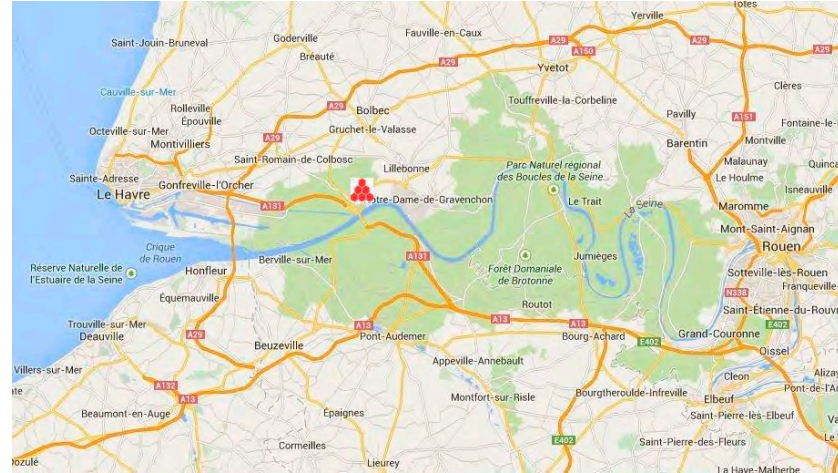 Yerville
Totes
Fauville-en-Caux
Goderville
Saint-Jouin-Bruneval
A29
A150
Bréauté
A29
A29
Yvetot
Cauville-sur-Mer
Clères
Rolleville
Touffreville-la-Corbeline
Épouville
Bolbec
Pavilly
A151
Fontaine-le-
Octeville-sur-Mer
Gruchet-le-Valasse
A29
Montivilliers
Barentin
Montville
Saint-Romain-de-Colbosc
Malaunay
Lillebonne
Parc Naturel régional
des Boucles de la Seine
Quinca
Le Houlme
Sainte-Adresse
Gonfreville-l'Orcher
Isneauville
Le Havre
otre-Dame-de-Gravenchon
Le Trait
Maromme
A131
La Seine
Mont-Saint-Aignan
Crique
de Rouen
Rouen
Berville-sur-Mer
A131
Jumièges
Réserve Naturelle de
l'Estuaire de la Seine
Honfleur
Forêt Domaniale
de Brotonne
Sotteville-lès-Rouen
Franqueville-
Équemauville
N338
Routot
Saint-Étienne-du-Rouvr
A13
A13
A13
E402
Trouville-sur-Mer
Deauville
A29
Pont-Audemer
Bourg-Achard
Grand-Couronne
E402
Beuzeville
Oissel
Appeville-Annebault
Villers-sur-Mer
Cleon
Alizay
A132
Montfort-sur-Risle
Bourgtheroulde-Infreville
Pont-de-l'A
A13
Elbeuf
Beaumont-en-Auge
Épaignes
Saint-Pierre-lès-Elbeuf
Va
Cormeilles
E402
Saint-Pierre-des-Fleurs
Le
Dozulé
Lieurey
La Haye-Malherbe